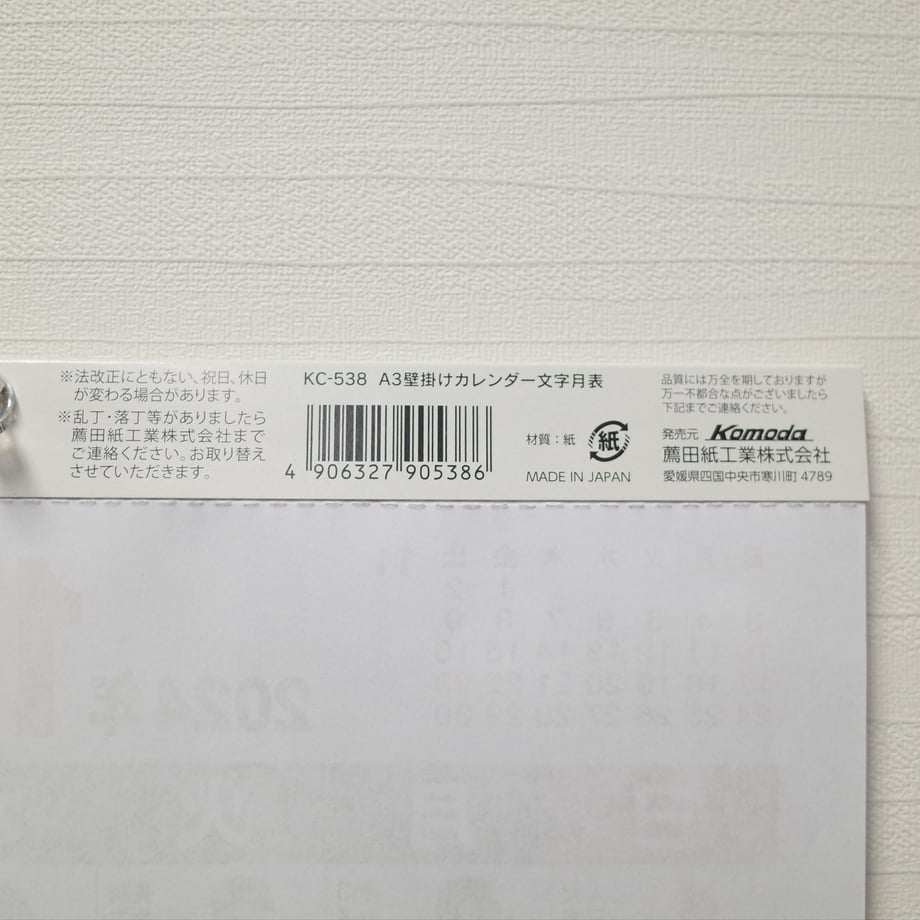 ※法改正にともない、祝日、休日
が変わる場合があります。
※乱丁・落丁等がありましたら
薦田紙工業株式会社まで
ご連絡ください。お取り替え
させていただきます。
KC-538 A3壁掛けカレンダー文字月表
4 906327 905386
材質:紙
紙
MADE IN JAPAN
品質には万全を期しておりますが
万一不都合な点がございましたら
下記までご連絡ください。
発売元 Komoda
薦田紙工業株式会社
愛媛県四国中央市寒川町 4789
2024年